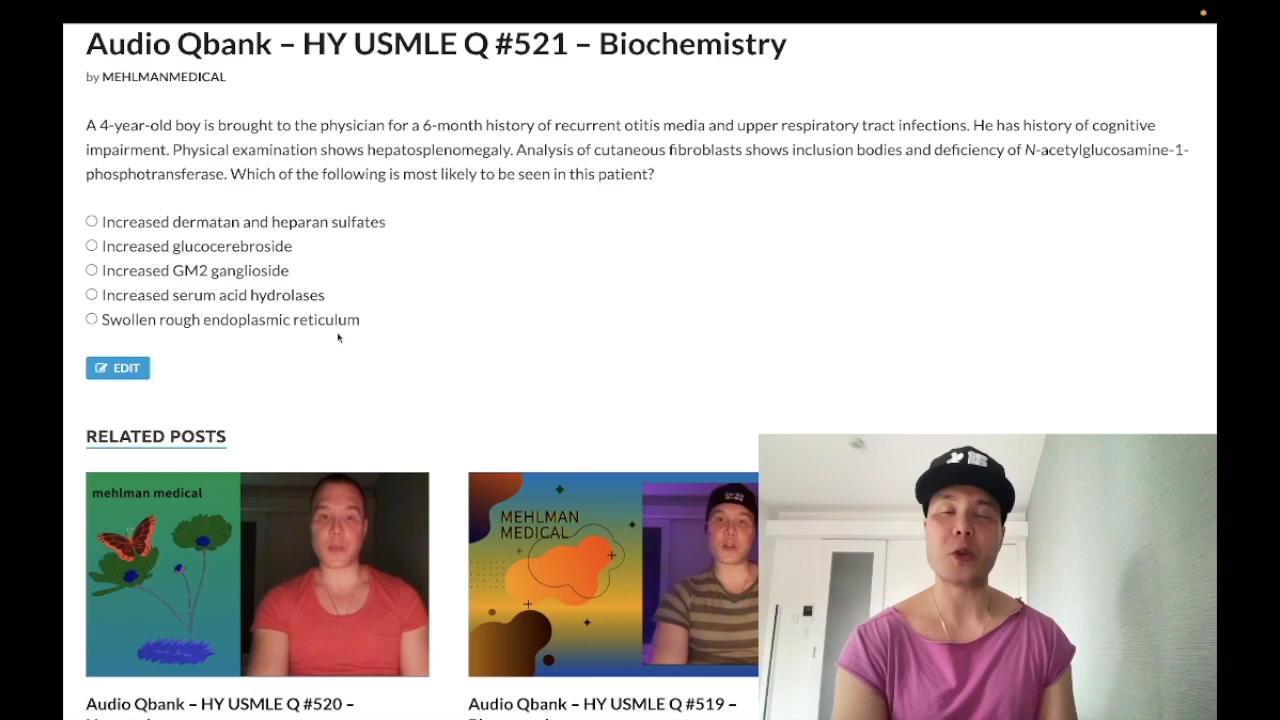 Audio Qbank – HY USMLE Q #521 – Biochemistry
by MEHLMANMEDICAL
A 4-year-old boy is brought to the physician for a 6-month history of recurrent otitis media and upper respiratory tract infections. He has history of cognitive
impairment. Physical examination shows hepatosplenomegaly. Analysis of cutaneous fibroblasts shows inclusion bodies and deficiency of N-acetylglucosamine-1-
phosphotransferase. Which of the following is most likely to be seen in this patient?
Increased dermatan and heparan sulfates
Increased glucocerebroside
Increased GM2 ganglioside
Increased serum acid hydrolases
Swollen rough endoplasmic reticulum
EDIT
RELATED POSTS
mehlman medical
MEHLMAN
MEDICAL
Audio Qbank – HY USMLE Q #520 –
Audio Qbank – HY USMLE Q #519 –